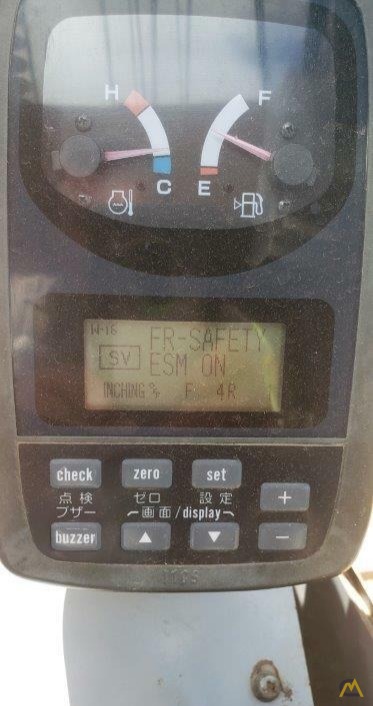 H
F
C
E
W-16
FR-SAFETY
SV
ESM ON
INCHING
F 4R
check
zero
set
点検
ゼロ
設定
+
ブザー
画面/display
buzzer
▲
▼
−